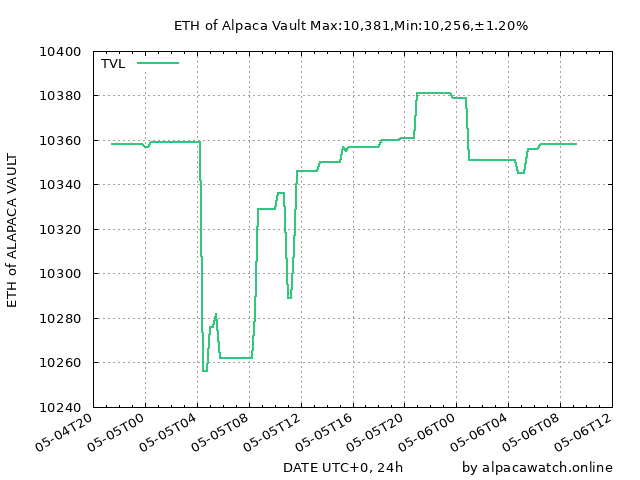 ETH of Alpaca Vault Max:10,381,Min:10,256,±1.20%
TVL
10400
10380
10360
10340
10320
10300
10280
10260
10240
ETH of ALAPACA VAULT
05-04T20
05-05T00
05-05T04
05-05T08
05-05T12
05-05T16
05-05T20
05-06T00
05-06T04
05-06T08
05-06T12
DATE UTC+0, 24h
by alpacawatch.online